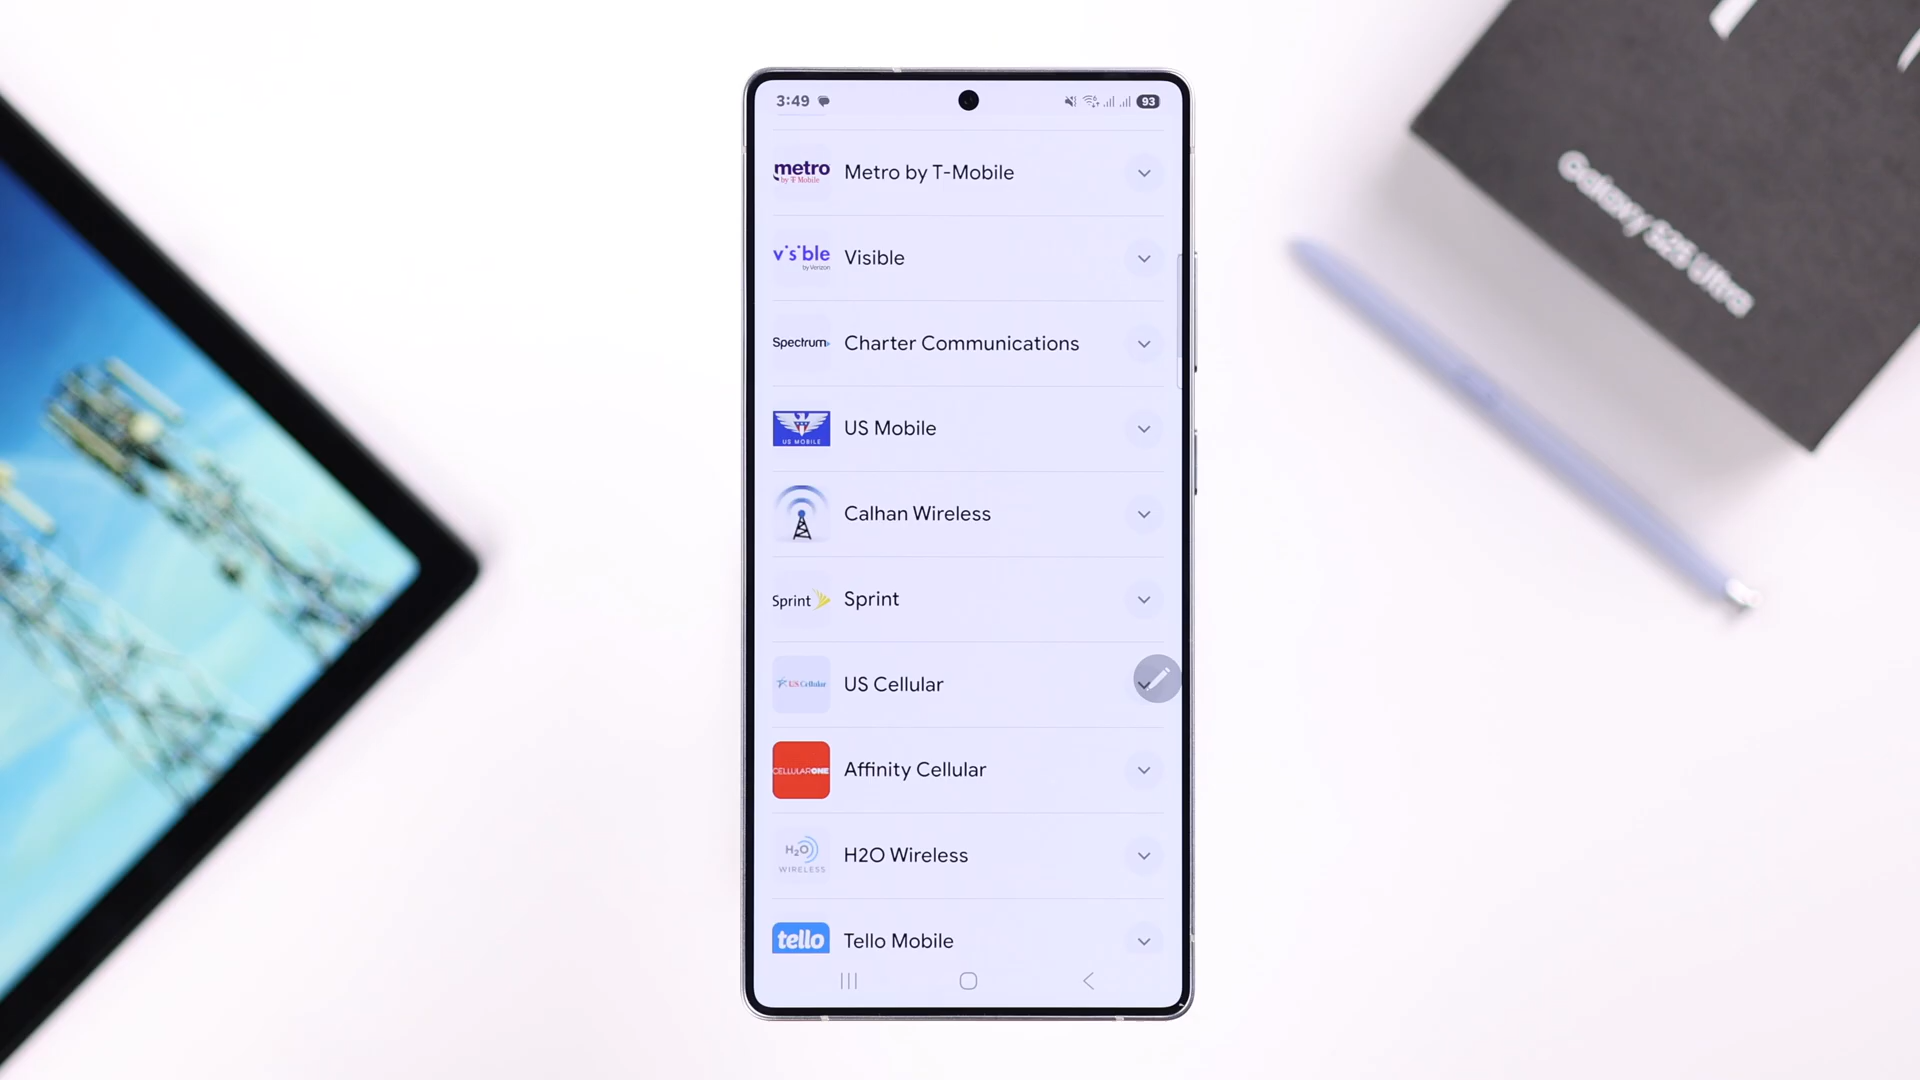 3:49
93
metro
by T Mobile
Metro by T-Mobile
visible
by Verizon
Visible
Spectrum
Charter Communications
US MOBILE
US Mobile
Calhan Wireless
Sprint
Sprint
US Cellular
US Cellular
CELLULARONE
Affinity Cellular
H2O
WIRELESS
H2O Wireless
tello
Tello Mobile
Galaxy S25 Ultra